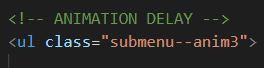 <!-- ANIMATION DELAY -->
<ul class="submenu--anim3">